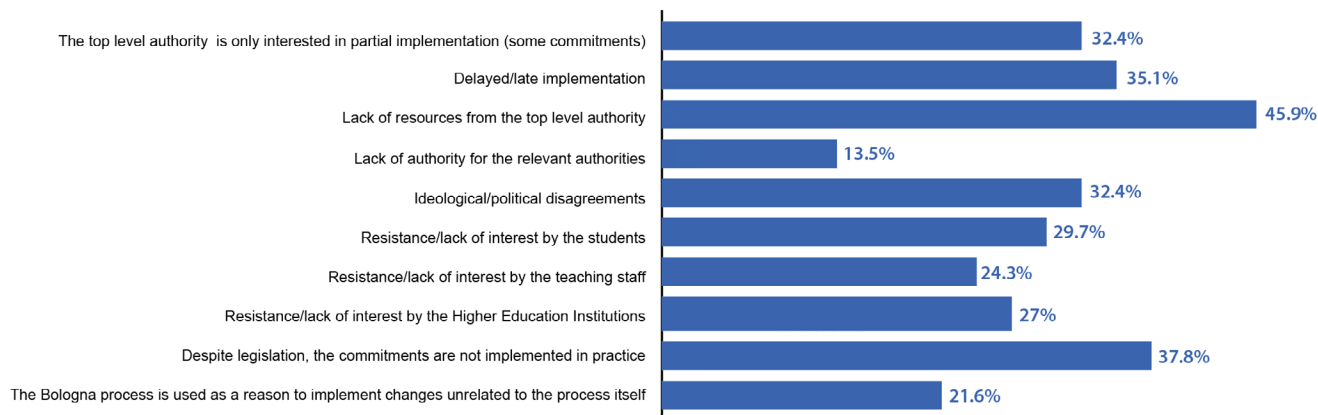 The top level authority is only interested in partial implementation (some commitments) 32.4%
Delayed/late implementation 35.1%
Lack of resources from the top level authority 45.9%
Lack of authority for the relevant authorities 13.5%
Ideological/political disagreements 32.4%
Resistance/lack of interest by the students 29.7%
Resistance/lack of interest by the teaching staff 24.3%
Resistance/lack of interest by the Higher Education Institutions 27%
Despite legislation, the commitments are not implemented in practice 37.8%
The Bologna process is used as a reason to implement changes unrelated to the process itself 21.6%